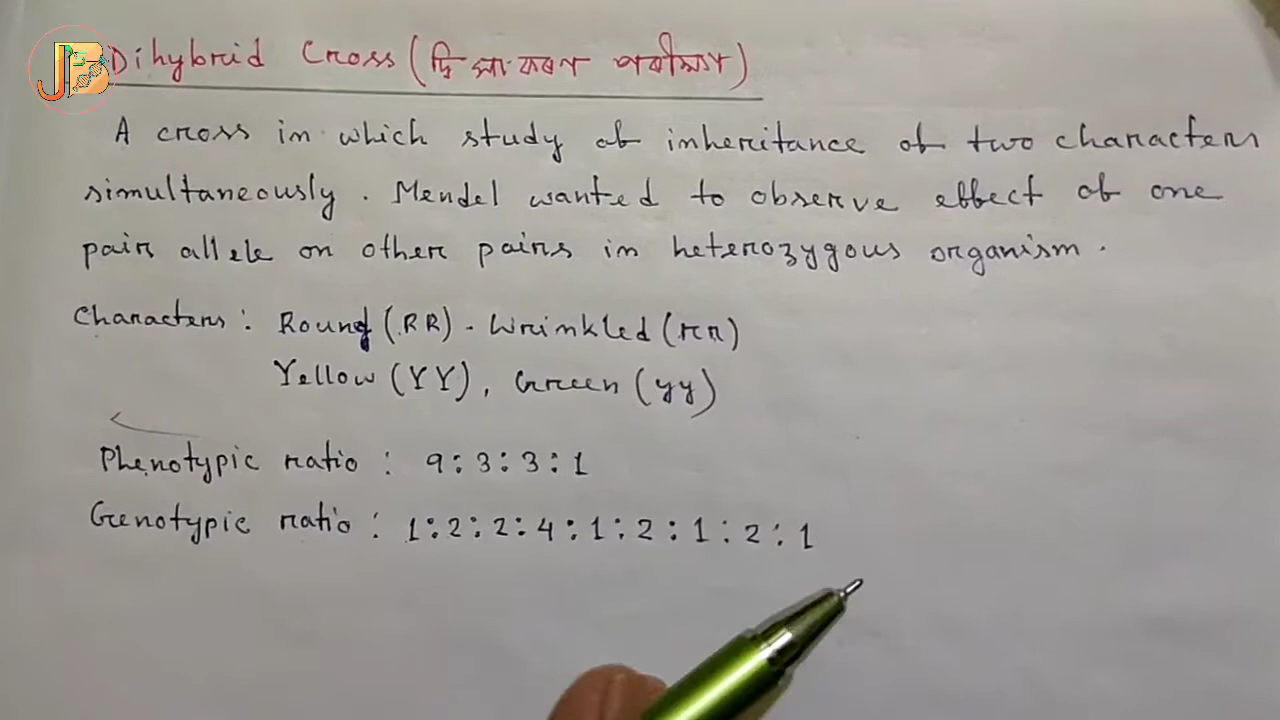 JB
Dihybrid Cross (দ্বি সংকরণ পরীক্ষা)
A cross in which study of inheritance of two characters
simultaneously. Mendel wanted to observe effect of one
pair allele on other pairs in heterozygous organism.
Characters: Round (RR) - Wrinkled (rr)
Yellow (YY), Green (yy)
Phenotypic ratio : 9:3:3:1
Genotypic ratio : 1:2:2:4:1:2:1:2:1